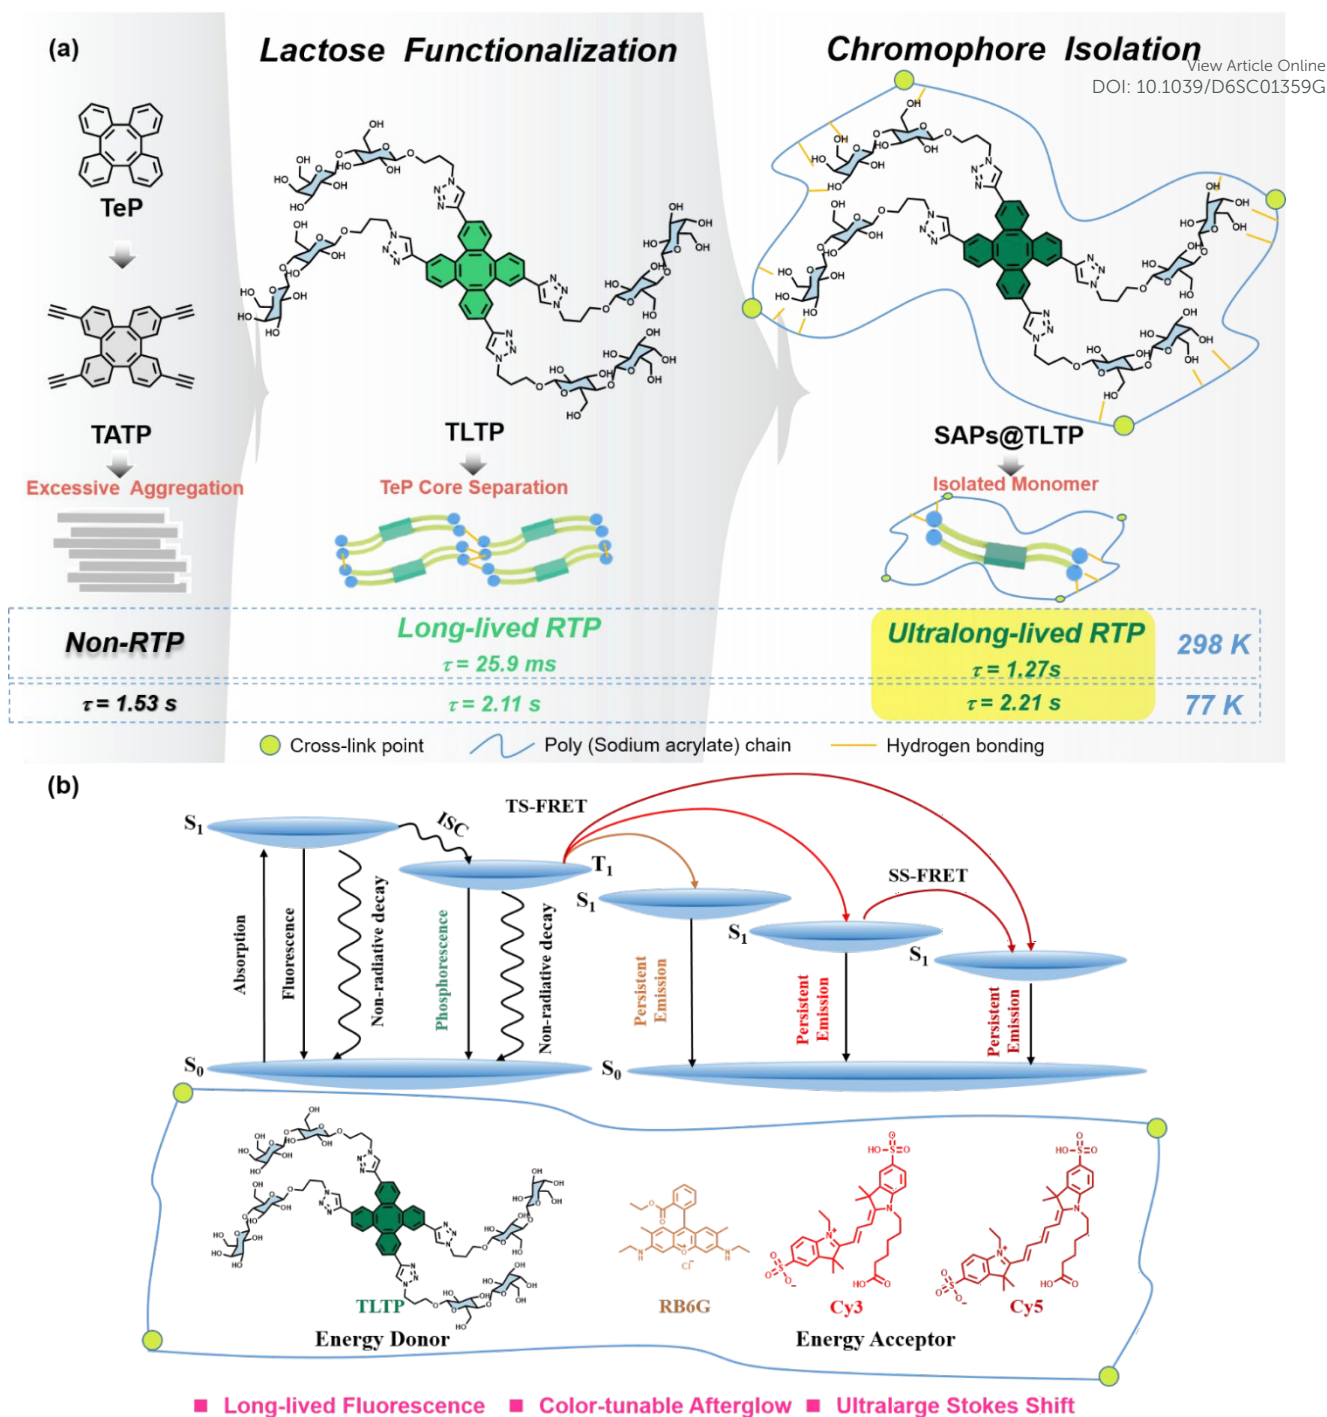 (a)
Lactose Functionalization
Chromophore Isolation
View Article Online
DOI: 10.1039/D6SC01359G
TeP
TATP
TLTP
SAPs@TLTP
Excessive Aggregation
TeP Core Separation
Isolated Monomer
Non-RTP
Long-lived RTP
τ = 25.9 ms
Ultralong-lived RTP
τ = 1.27s
298 K
τ = 1.53 s
τ = 2.11 s
τ = 2.21 s
77 K
Cross-link point
Poly (Sodium acrylate) chain
Hydrogen bonding
(b)
S1
ISC
TS-FRET
T1
SS-FRET
S1
S1
S1
Absorption
Fluorescence
Non-radiative decay
Phosphorescence
Non-radiative decay
Persistent
Emission
Persistent
Emission
Persistent
Emission
S0
S0
TLTP
RB6G
Cy3
Cy5
Energy Donor
Energy Acceptor
Long-lived Fluorescence
Color-tunable Afterglow
Ultralarge Stokes Shift